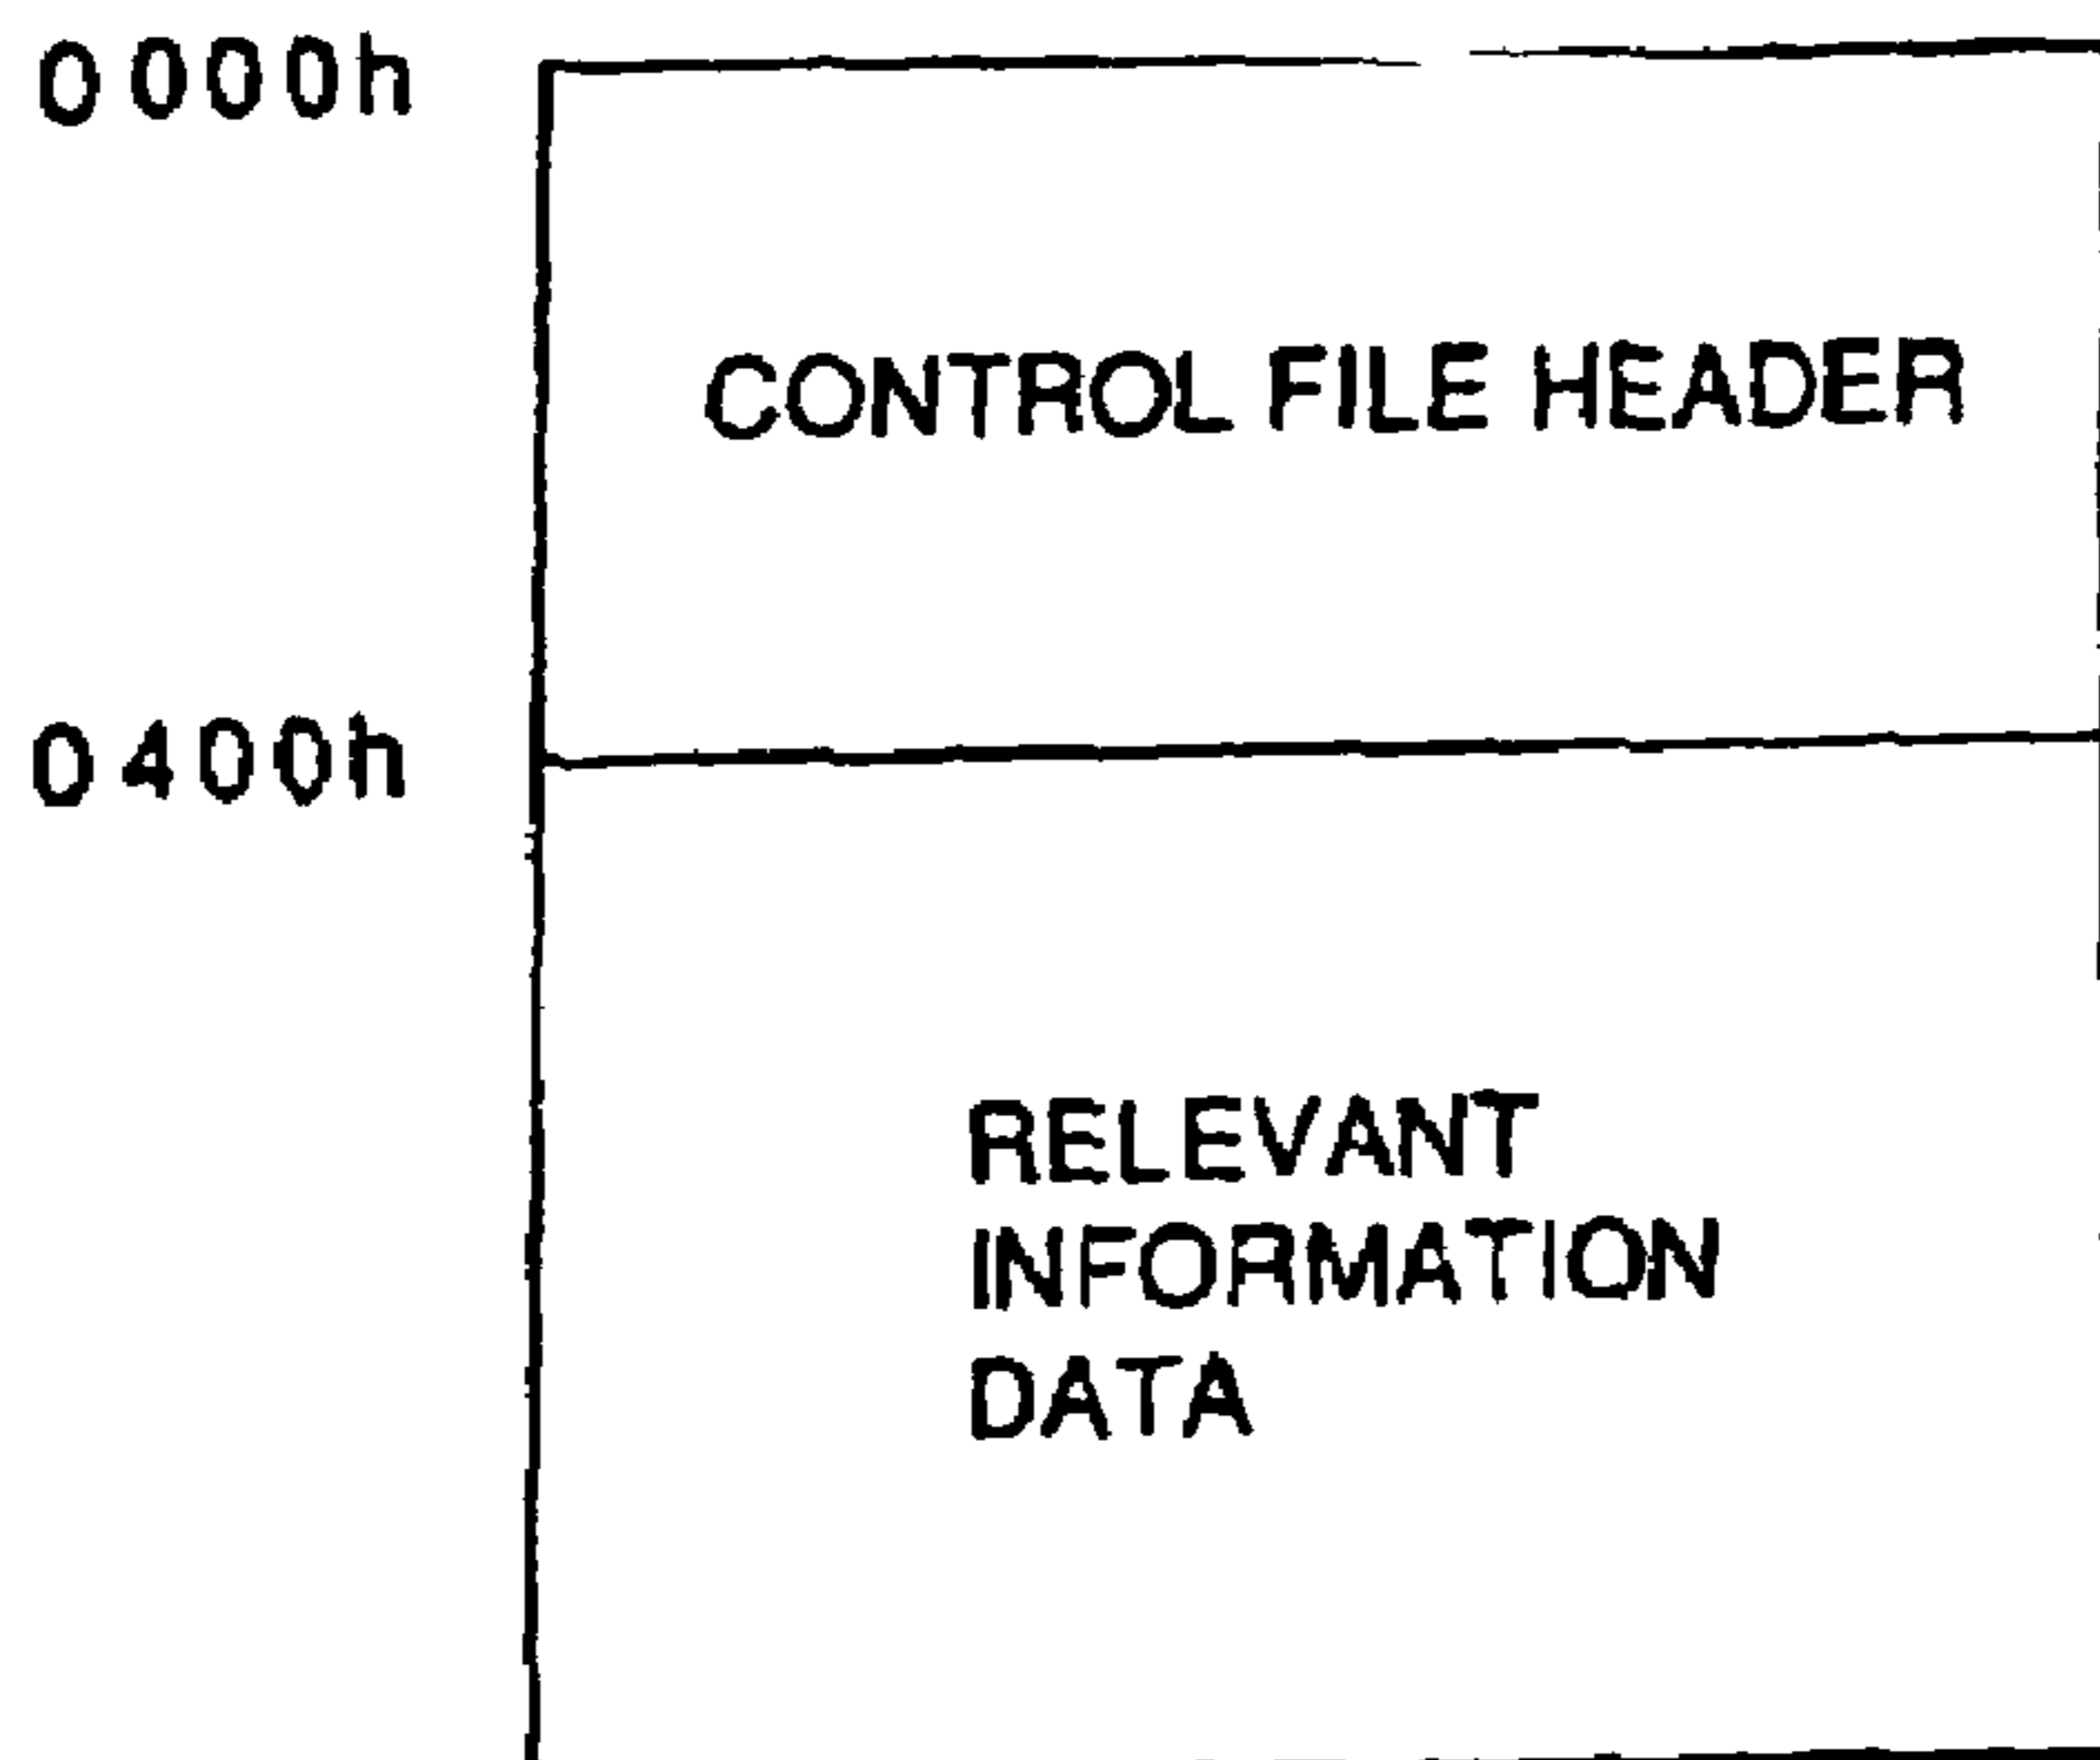 0000h
CONTROL FILE HEADER
0400h
RELEVANT
INFORMATION
DATA